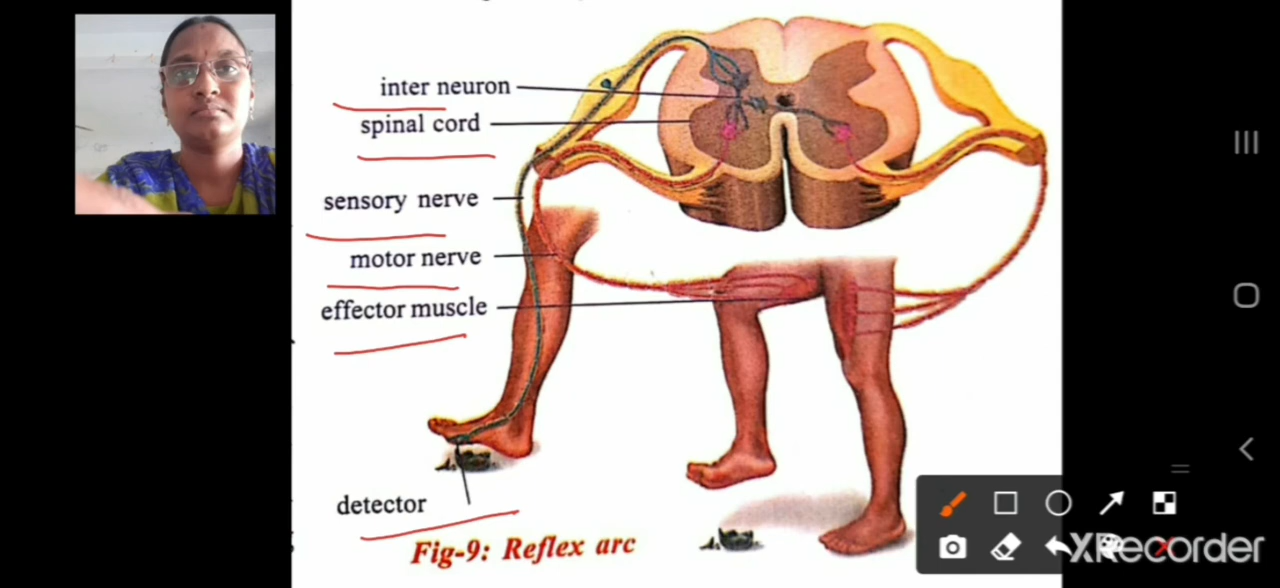 inter neuron
spinal cord
sensory nerve
motor nerve
effector muscle
detector
Fig-9: Reflex arc
XRecorder